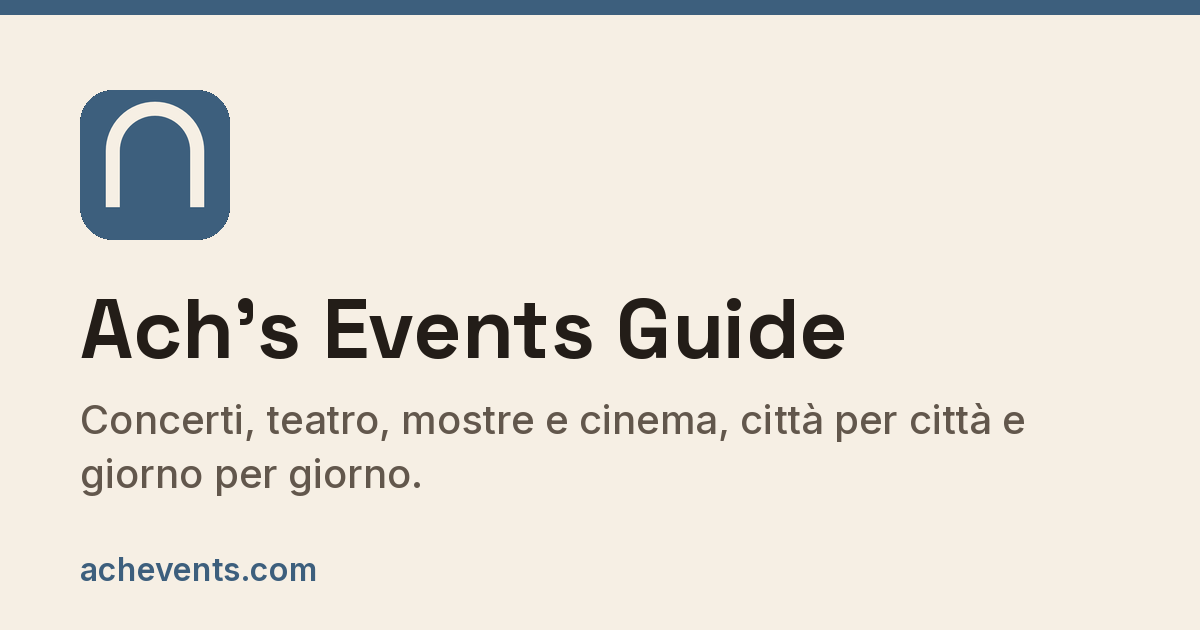 Ach’s Events Guide
Concerti, teatro, mostre e cinema, città per città e
giorno per giorno.
achevents.com